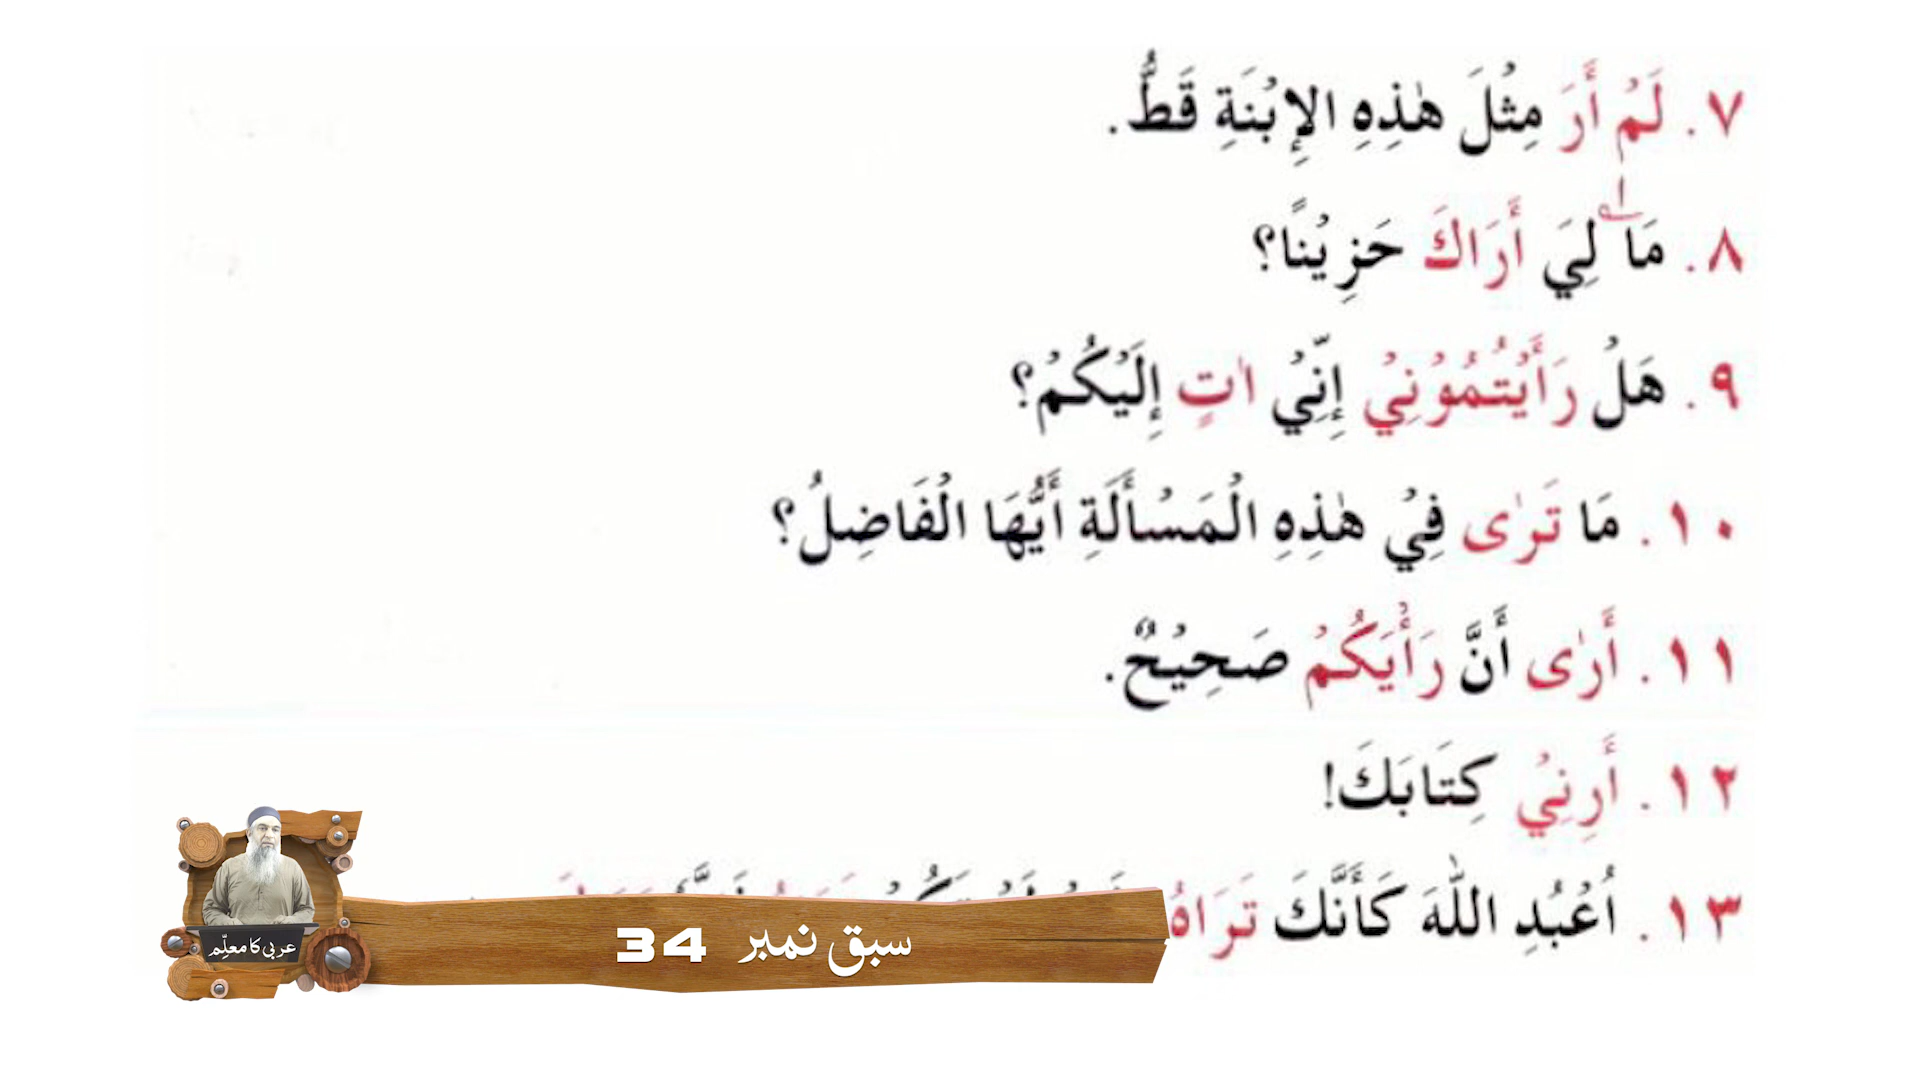 ٧. لَمْ أَرَ مِثْلَ هٰذِهِ الإِبْنَةِ قَطُّ.
٨. مَا لِيَ أَرَاكَ حَزِيْنًا؟
٩. هَلْ رَأَيْتُمُوْنِيْ إِنِّيْ اٰتٍ إِلَيْكُمْ؟
١٠. مَا تَرٰى فِيْ هٰذِهِ الْمَسْأَلَةِ أَيُّهَا الْفَاضِلُ؟
١١. أَرٰى أَنَّ رَأْيَكُمْ صَحِيْحٌ.
١٢. أَرِنِيْ كِتَابَكَ!
١٣. اُعْبُدِ اللّٰهَ كَأَنَّكَ تَرَاهُ
سبق نمبر 34
عربی کا معلّم